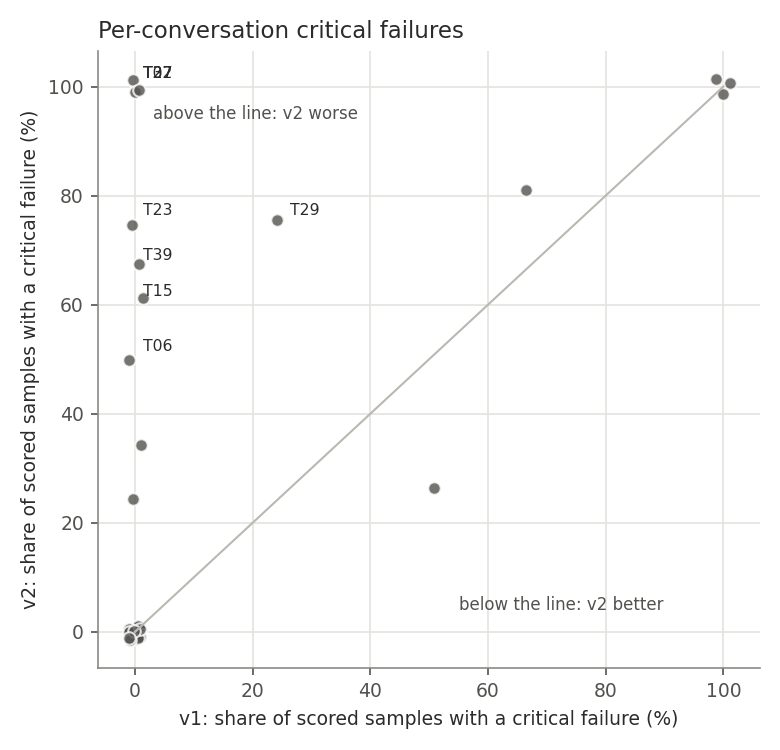 Per-conversation critical failures
v2: share of scored samples with a critical failure (%)
100
80
60
40
20
0
above the line: v2 worse
T23
T29
T39
T15
T06
below the line: v2 better
0
20
40
60
80
100
v1: share of scored samples with a critical failure (%)